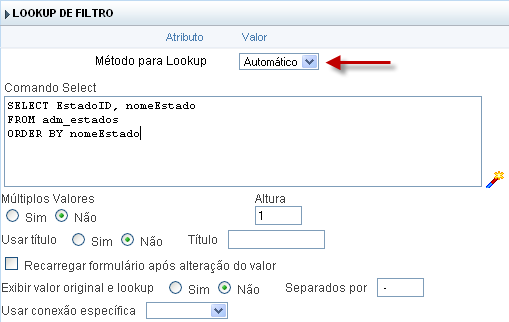 LOOKUP DE FILTRO
Atributo Valor
Método para Lookup Automático
Comando Select
SELECT EstadoID, nomeEstado
FROM adm_estados
ORDER BY nomeEstado
Múltiplos Valores Altura
Sim Não 1
Usar título Sim Não Título
Recarregar formulário após alteração do valor
Exibir valor original e lookup Sim Não Separados por -
Usar conexão específica